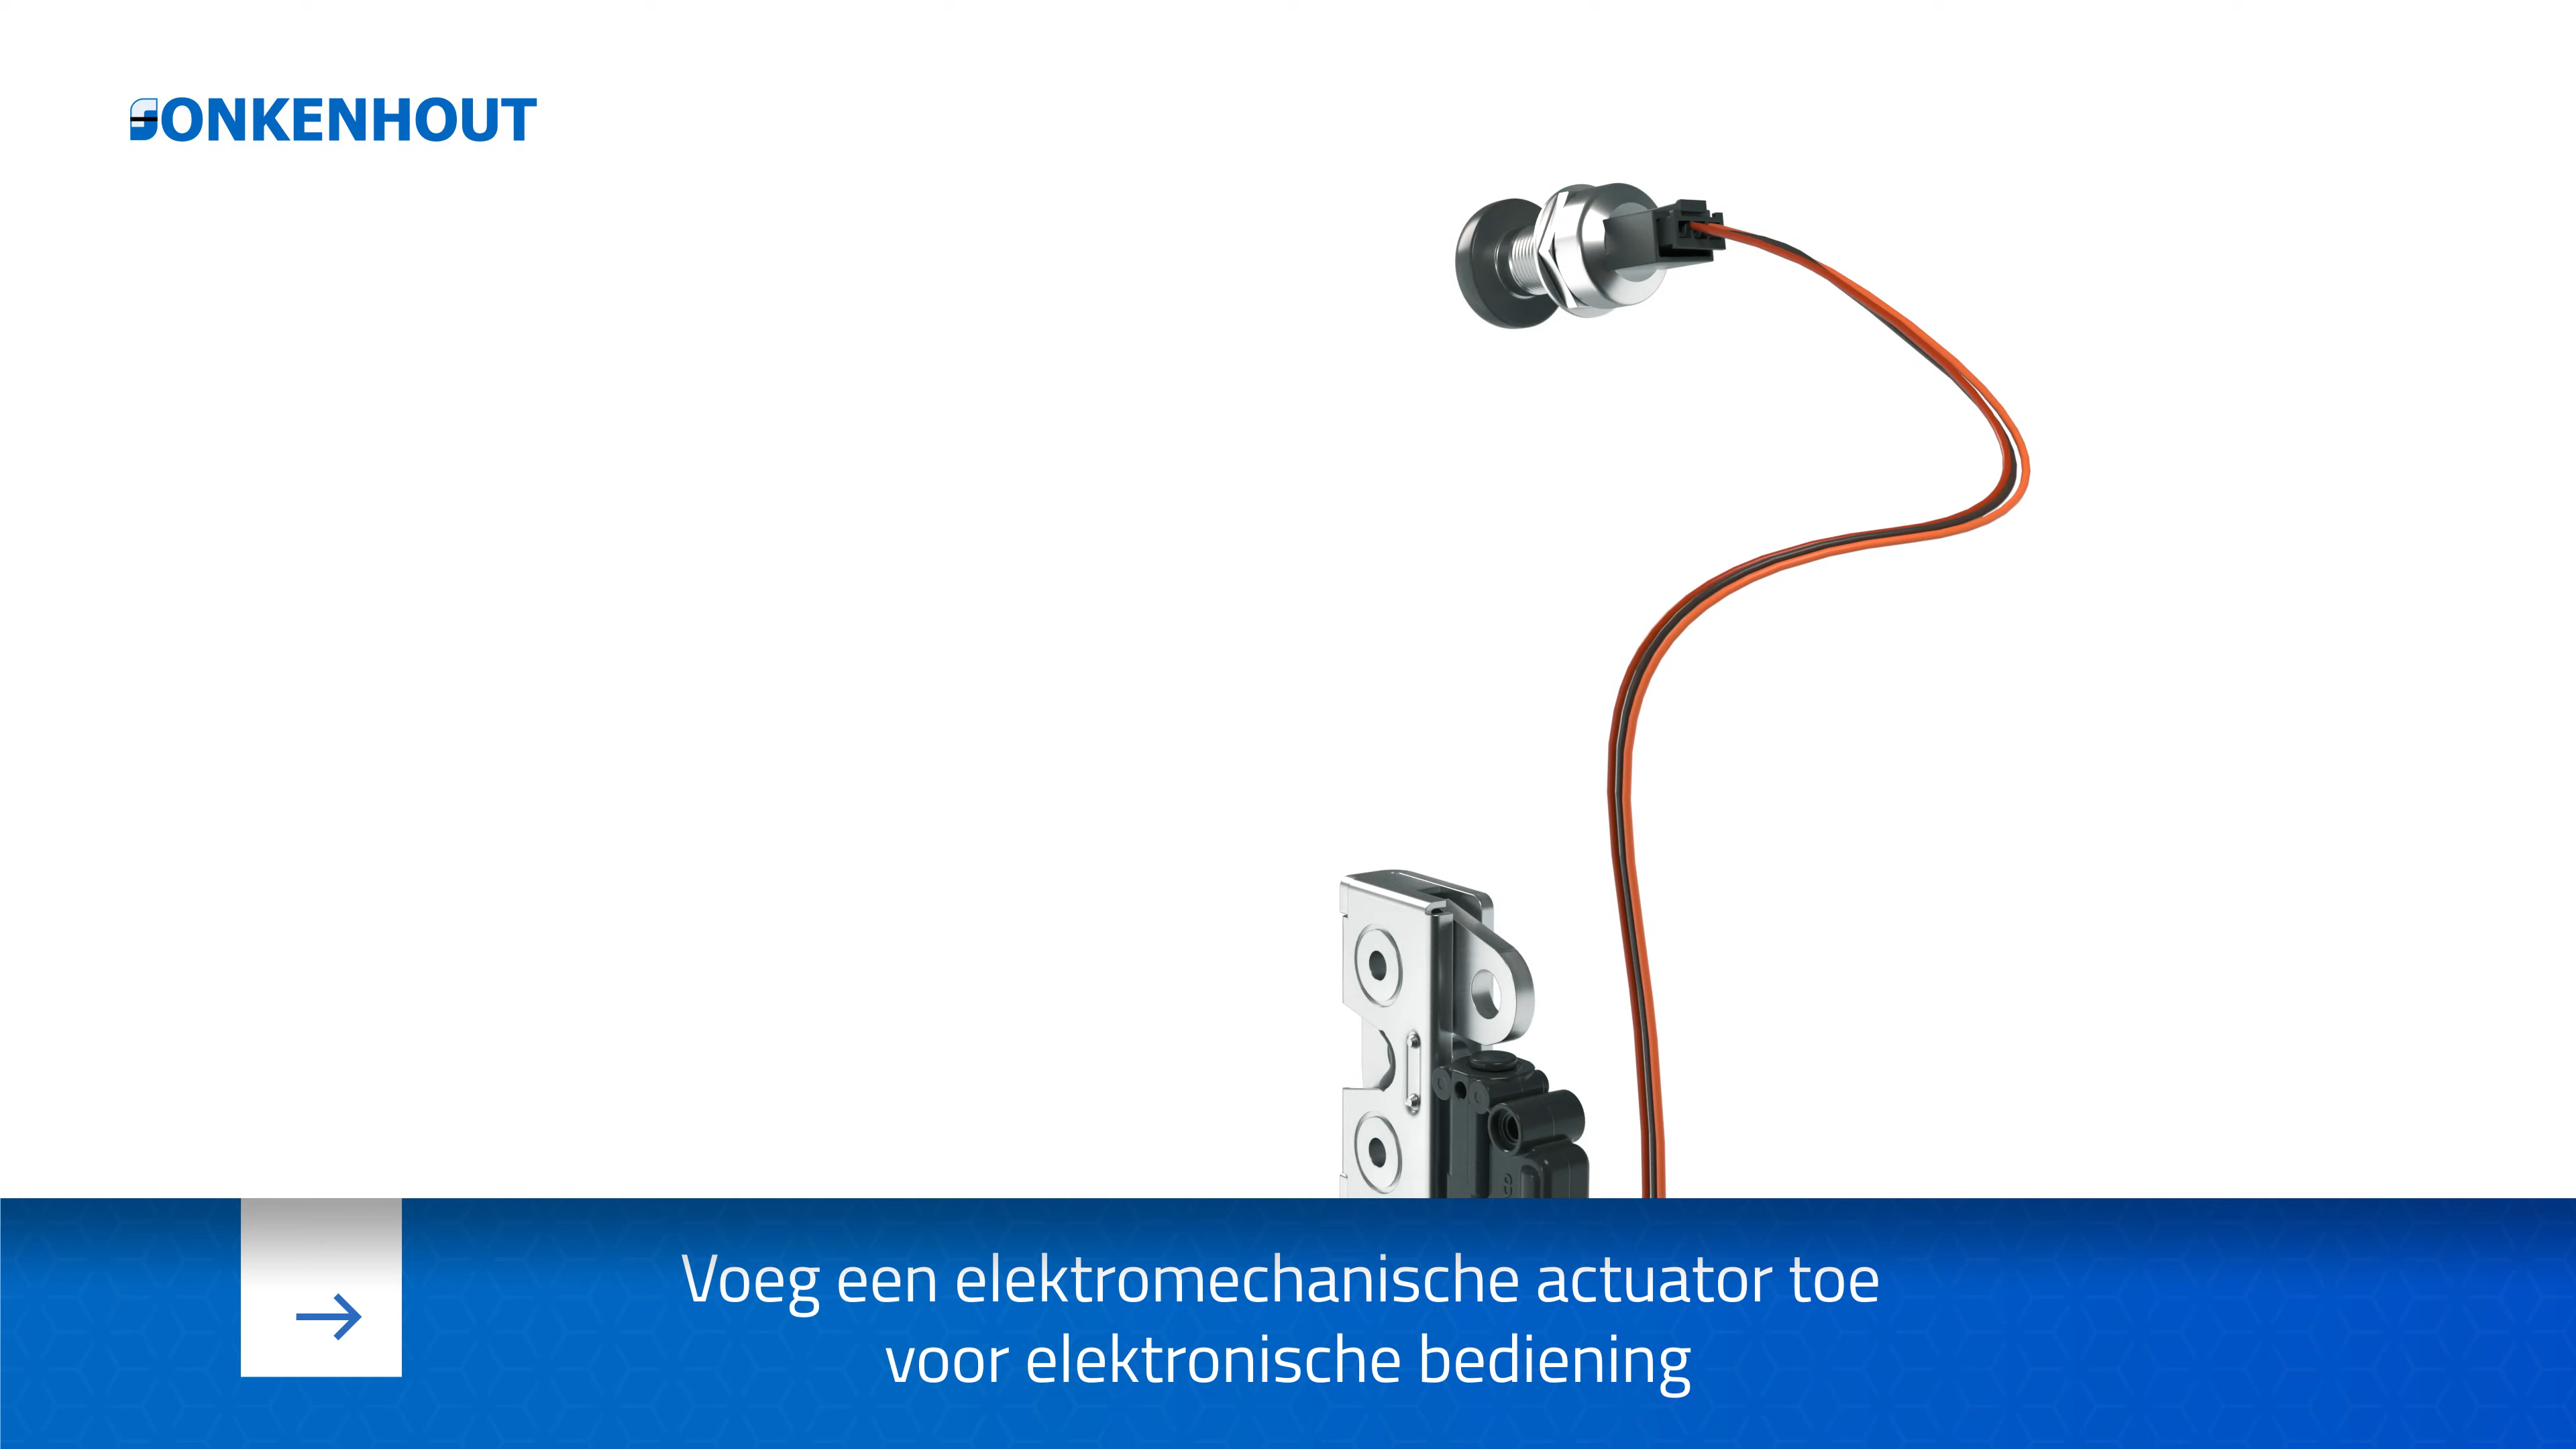 SONKENHOUT
Voeg een elektromechanische actuator toe
voor elektronische bediening